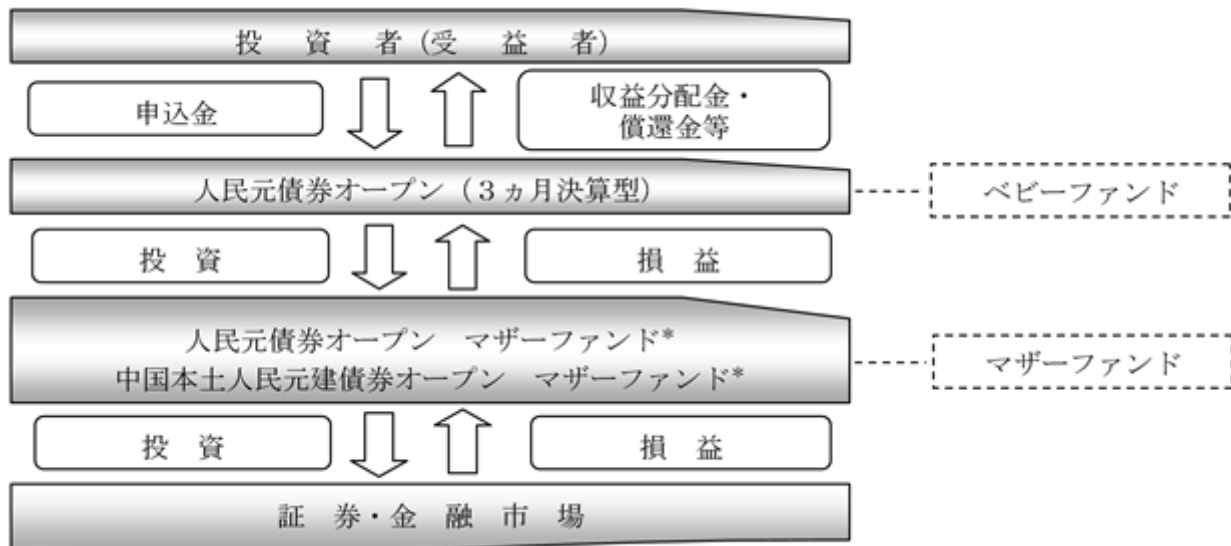 投資者(受益者)
申込金
収益分配金・
償還金等
人民元債券オープン(3ヵ月決算型)
ベビーファンド
投資
損益
人民元債券オープン　マザーファンド*
中国本土人民元建債券オープン　マザーファンド*
マザーファンド
投資
損益
証券・金融市場